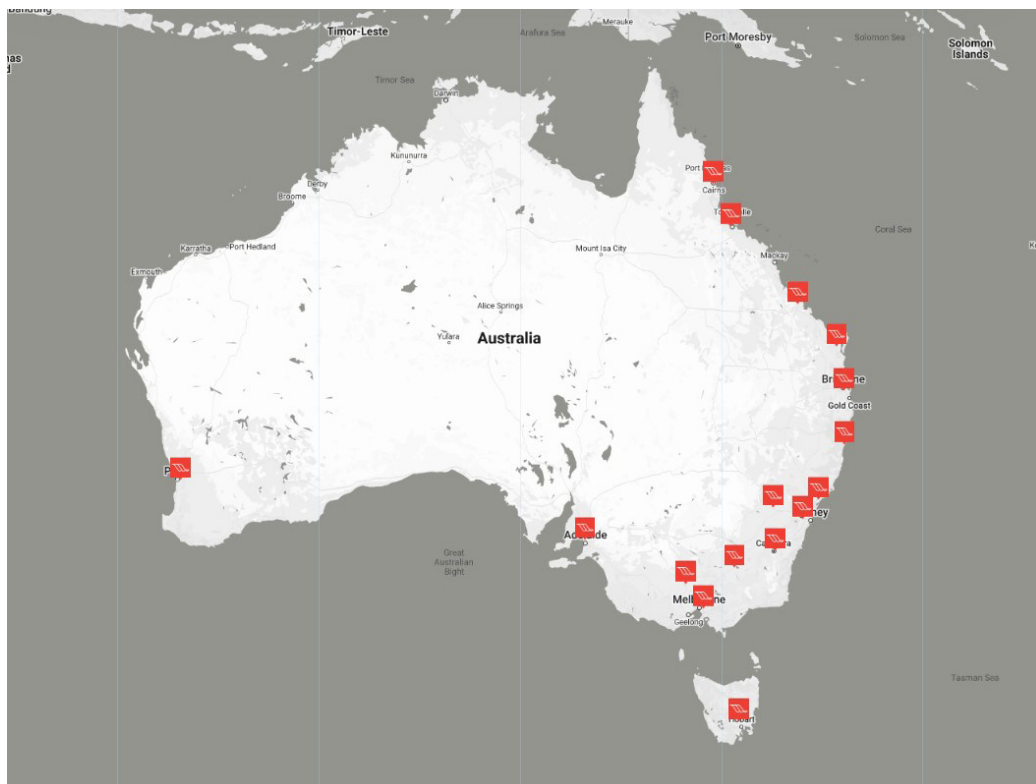 Bandung
Timor-Leste
Merauke
Arafura Sea
Port Moresby
Solomon Sea
Solomon
Islands
Timor Sea
Darwin
Kununurra
Derby
Broome
Cairns
Coral Sea
Karratha
Port Hedland
Exmouth
Mount Isa City
Mackay
Alice Springs
Yulara
Australia
Gold Coast
Great
Australian
Bight
Geelong
Tasman Sea
Hobart